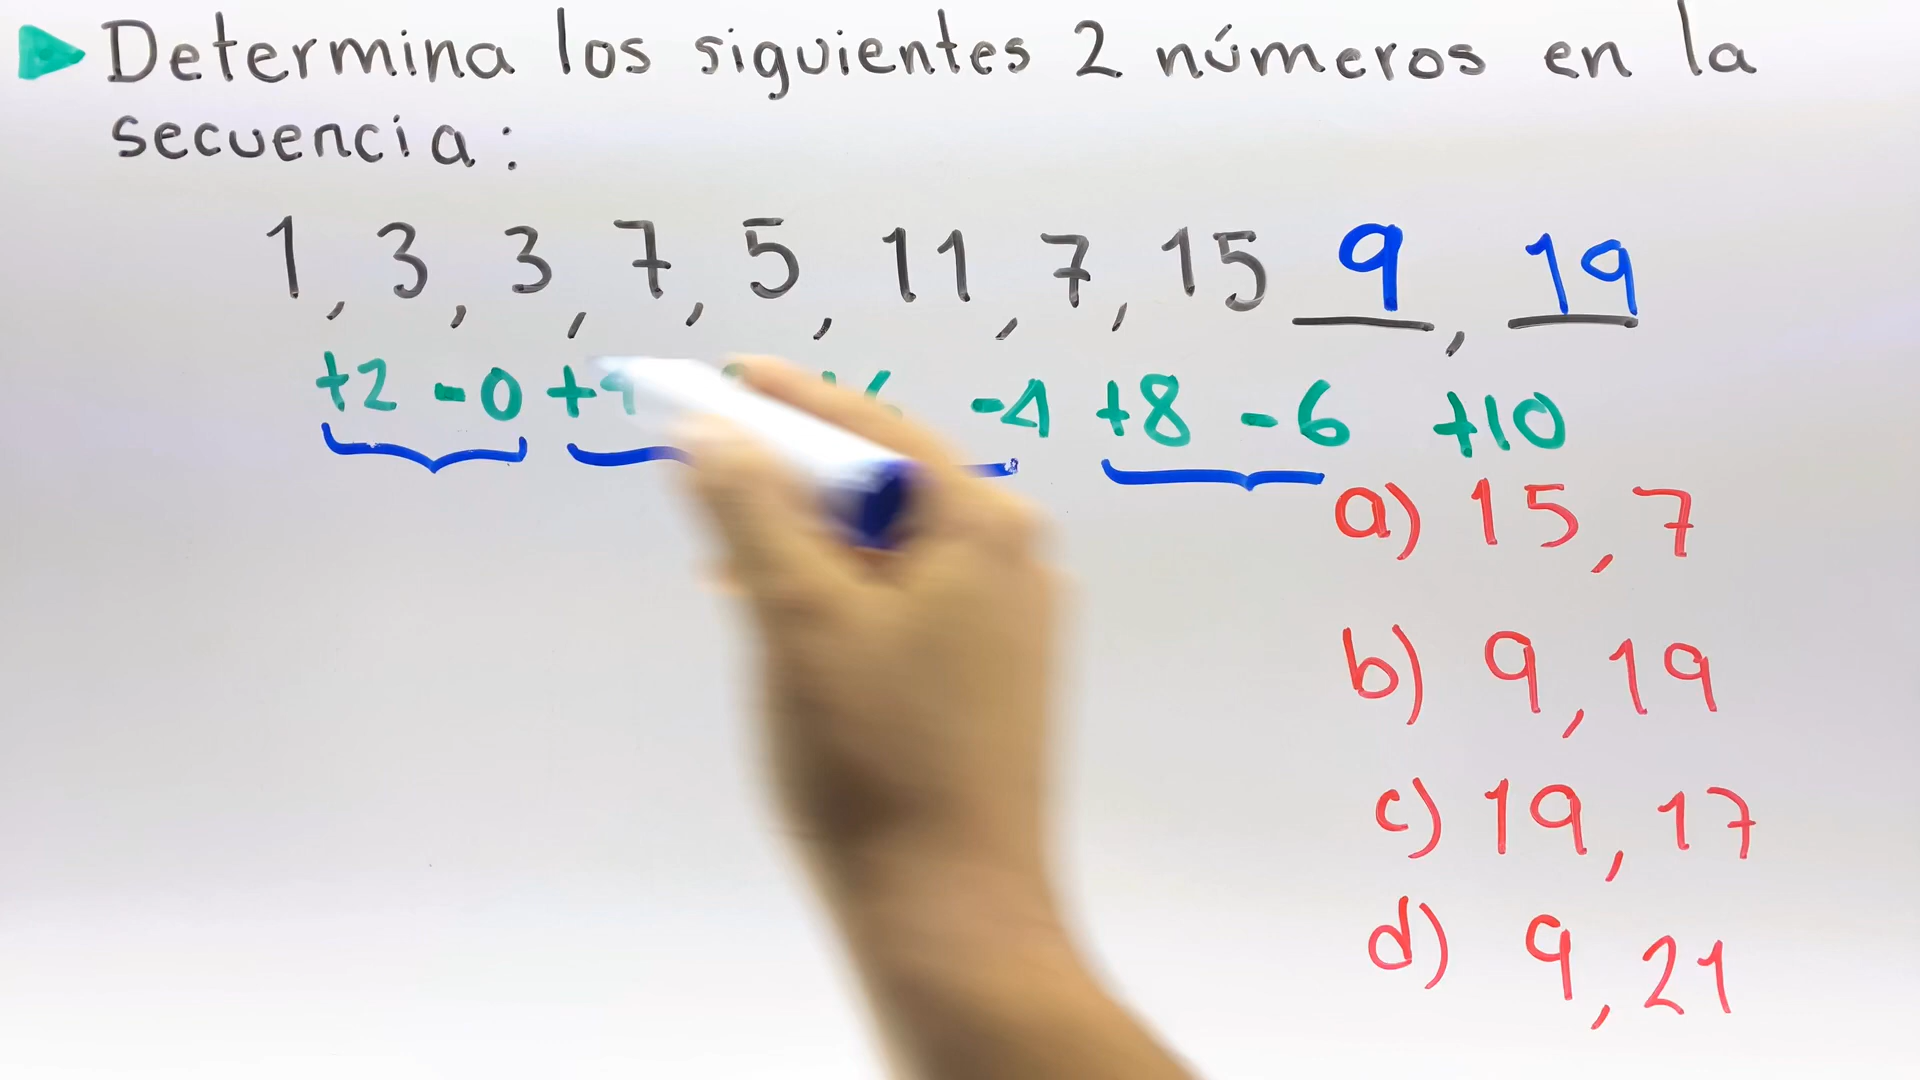 Determina los siguientes 2 números en la
secuencia:
1, 3, 3, 7, 5, 11, 7, 15 9, 19
+2 -0 +4 -4 +8 -6 +10
a) 15, 7
b) 9, 19
c) 19, 17
d) 9, 21